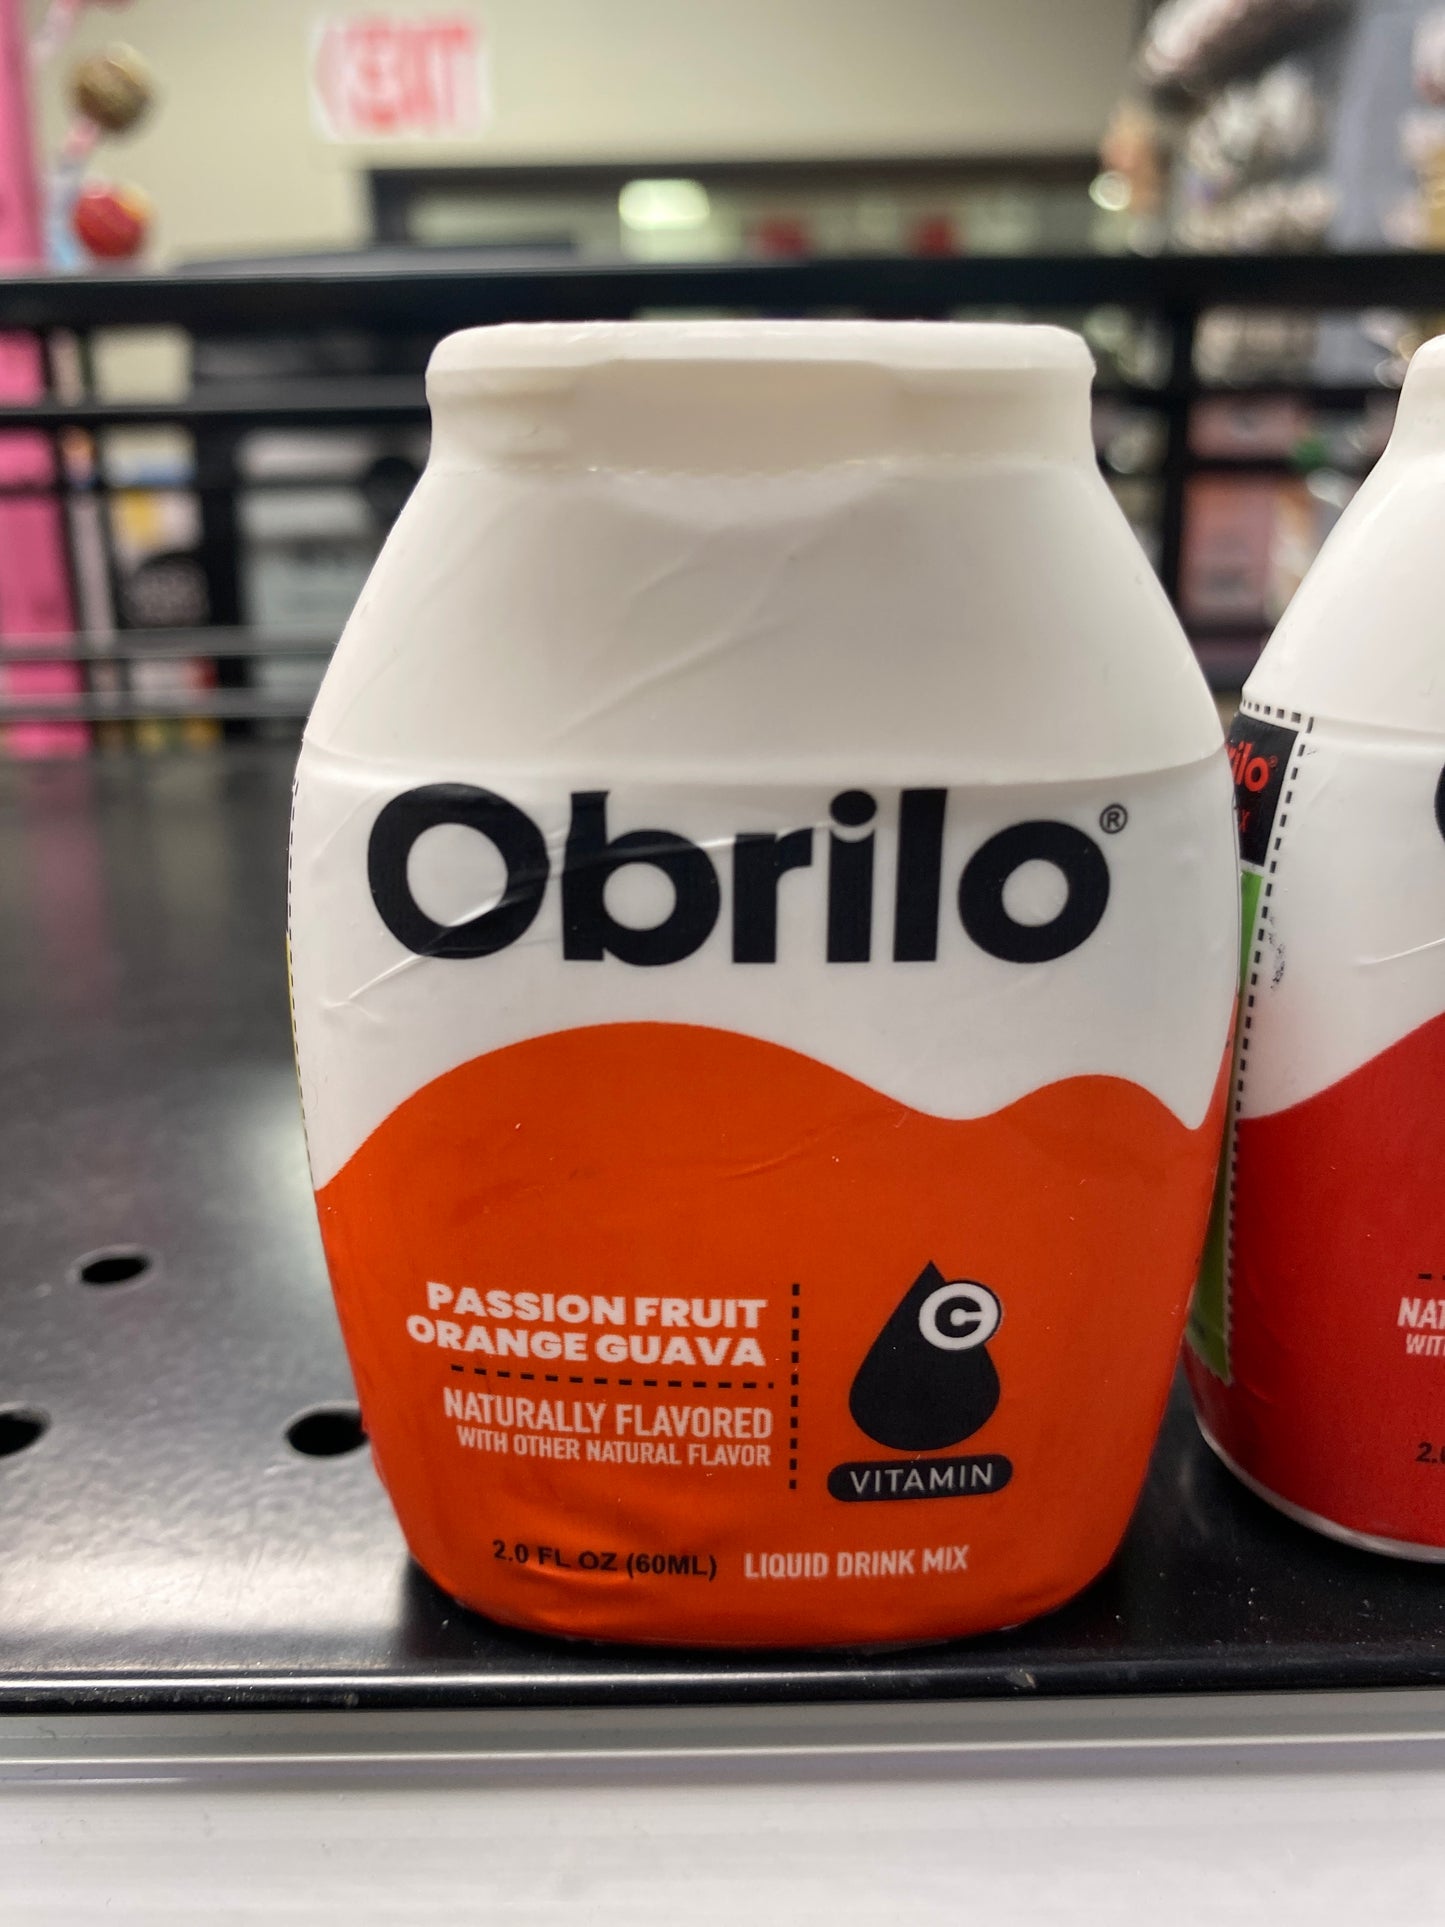 EXIT
Obrilo®
PASSION FRUIT
ORANGE GUAVA
NATURALLY FLAVORED
WITH OTHER NATURAL FLAVOR
C
VITAMIN
2.0 FL OZ (60ML) LIQUID DRINK MIX